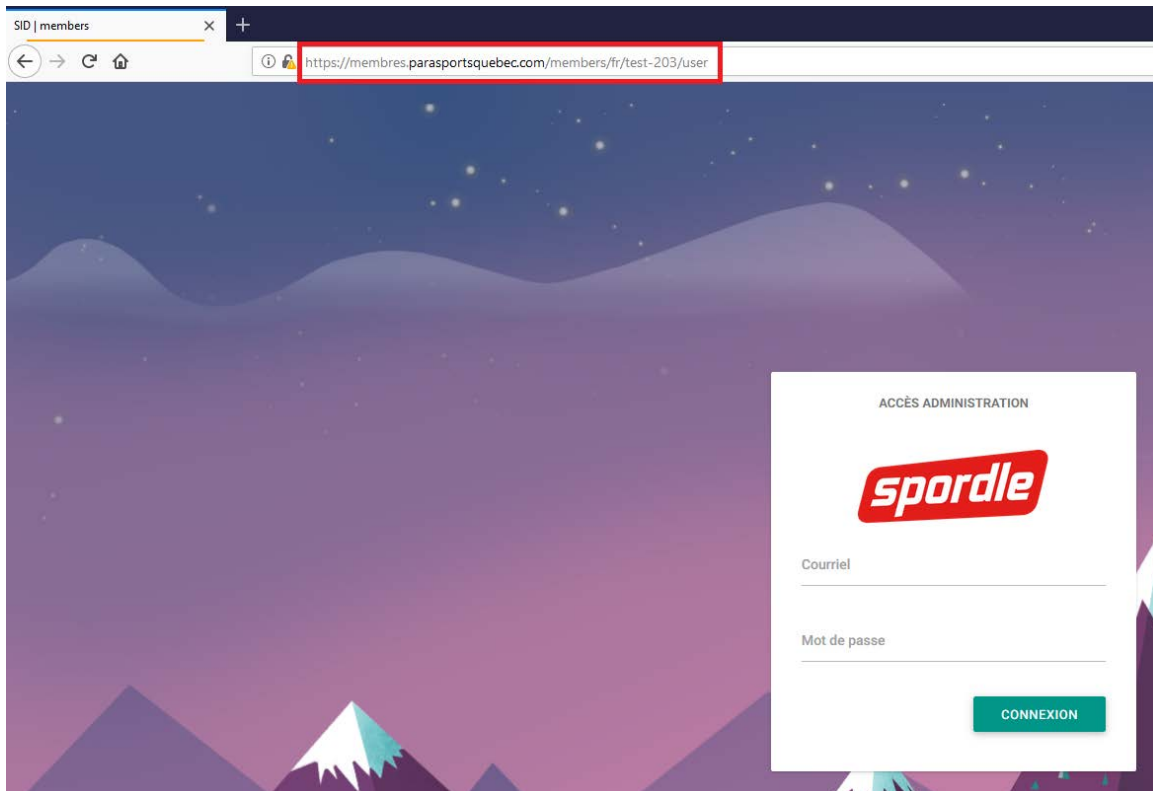 SID | members
https://membres.parasportsquebec.com/members/fr/test-203/user
ACCÈS ADMINISTRATION
spordle
Courriel
Mot de passe
CONNEXION